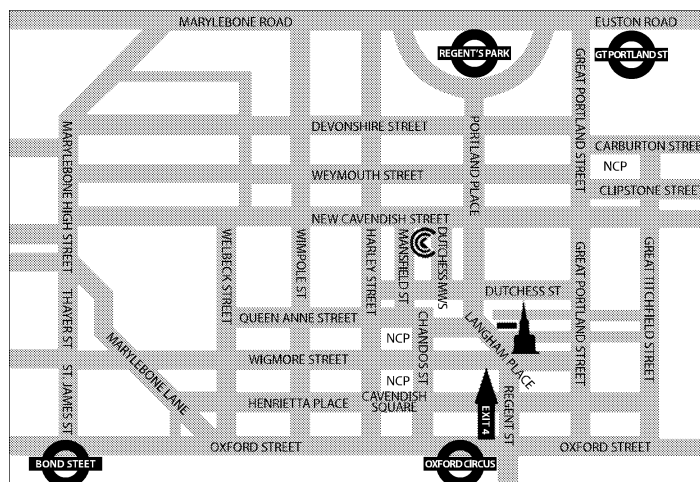 MARYLEBONE ROAD
EUSTON ROAD
REGENT'S PARK
GT PORTLAND ST
GREAT PORTLAND STREET
MARYLEBONE HIGH STREET
DEVONSHIRE STREET
PORTLAND PLACE
CARBURTON STREE
NCP
WEYMOUTH STREET
CLIPSTONE STREET
NEW CAVENDISH STREET
WELBECK STREET
WIMPOLE ST
HARLEY STREET
MANSFIELD ST
DUTCHESS MWS
GREAT PORTLAND STREET
GREAT TITCHFIELD STREET
DUTCHESS ST.
THAYER ST
QUEEN ANNE STREET
CHANDOS ST
LANGHAM PLACE
MARYLEBONE LANE
NCP
WIGMORE STREET
ST. JAMES ST
NCP
HENRIETTA PLACE
CAVENDISH
SQUARE
EXIT 4
REGENT ST
OXFORD STREET
OXFORD STREET
BOND STEET
OXFORD CIRCUS